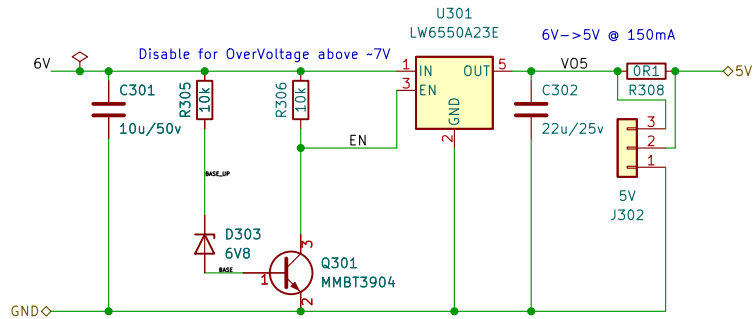 U301
LW6550A23E
6V->5V @ 150mA
Disable for OverVoltage above ~7V
6V
1
IN
OUT
5
VO5
0R1
5V
3
EN
R308
C301
10u/50v
R305
10k
R306
10k
GND
2
C302
22u/25v
EN
3
2
1
BASE_UP
5V
J302
D303
6V8
3
BASE
1
Q301
MMBT3904
2
GND